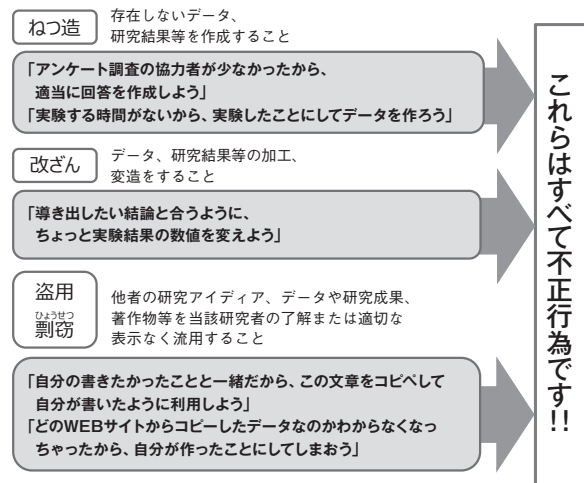 ねつ造
存在しないデータ、
研究結果等を作成すること
「アンケート調査の協力者が少なかったから、
適当に回答を作成しよう」
「実験する時間がないから、実験したことにしてデータを作ろう」
改ざん
データ、研究結果等の加工、
変造をすること
「導き出したい結論と合うように、
ちょっと実験結果の数値を変えよう」
盗用
ひょうせつ
剽窃
他者の研究アイディア、データや研究成果、
著作物等を当該研究者の了解または適切な
表示なく流用すること
「自分の書きたかったことと一緒だから、この文章をコピペして
自分が書いたように利用しよう」
「どのWEBサイトからコピーしたデータなのかわからなくなっ
ちゃったから、自分が作ったことにしてしまおう」
これらはすべて不正行為です!!